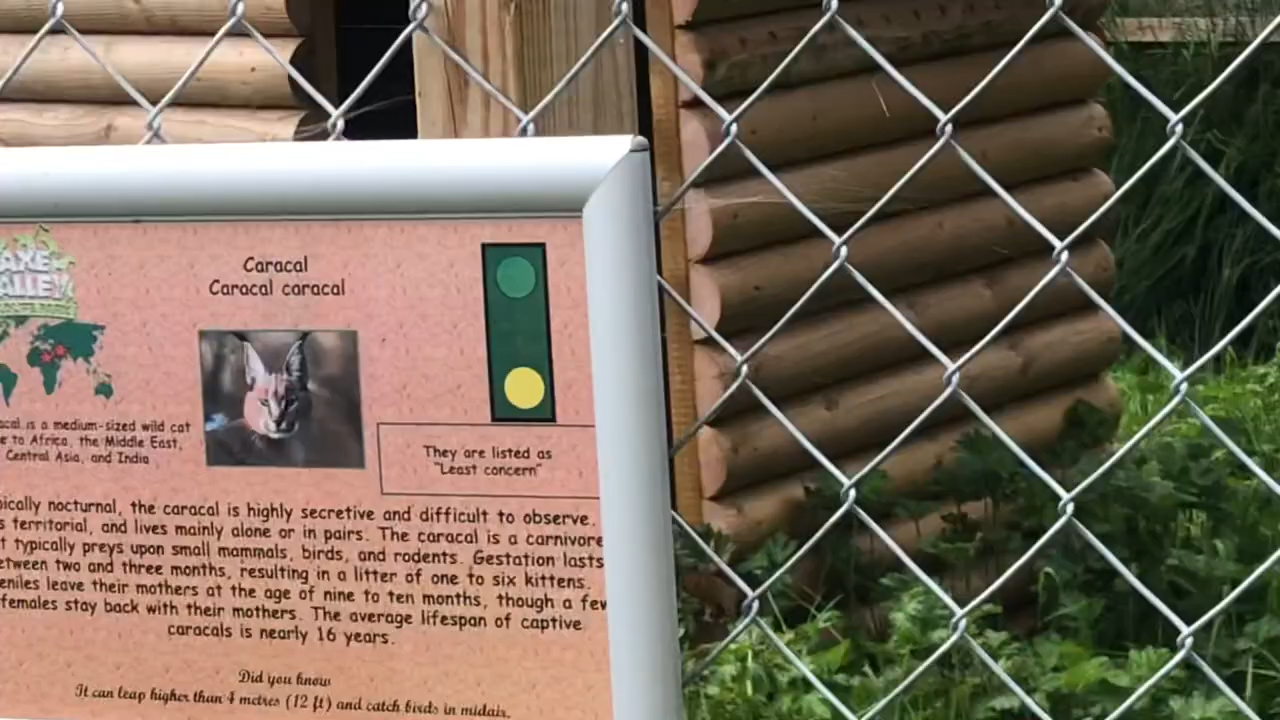 Caracal
Caracal caracal
is a medium-sized wild cat
to Africa, the Middle East,
Central Asia, and India
They are listed as
"Least concern"
nocturnal, the caracal is highly secretive and difficult to observe.
territorial, and lives mainly alone or in pairs. The caracal is a carnivore
typically preys upon small mammals, birds, and rodents. Gestation lasts
between two and three months, resulting in a litter of one to six kittens.
leave their mothers at the age of nine to ten months, though a few
females stay back with their mothers. The average lifespan of captive
caracals is nearly 16 years.
Did you know
It can leap higher than 4 metres (12 ft) and catch birds in midair.